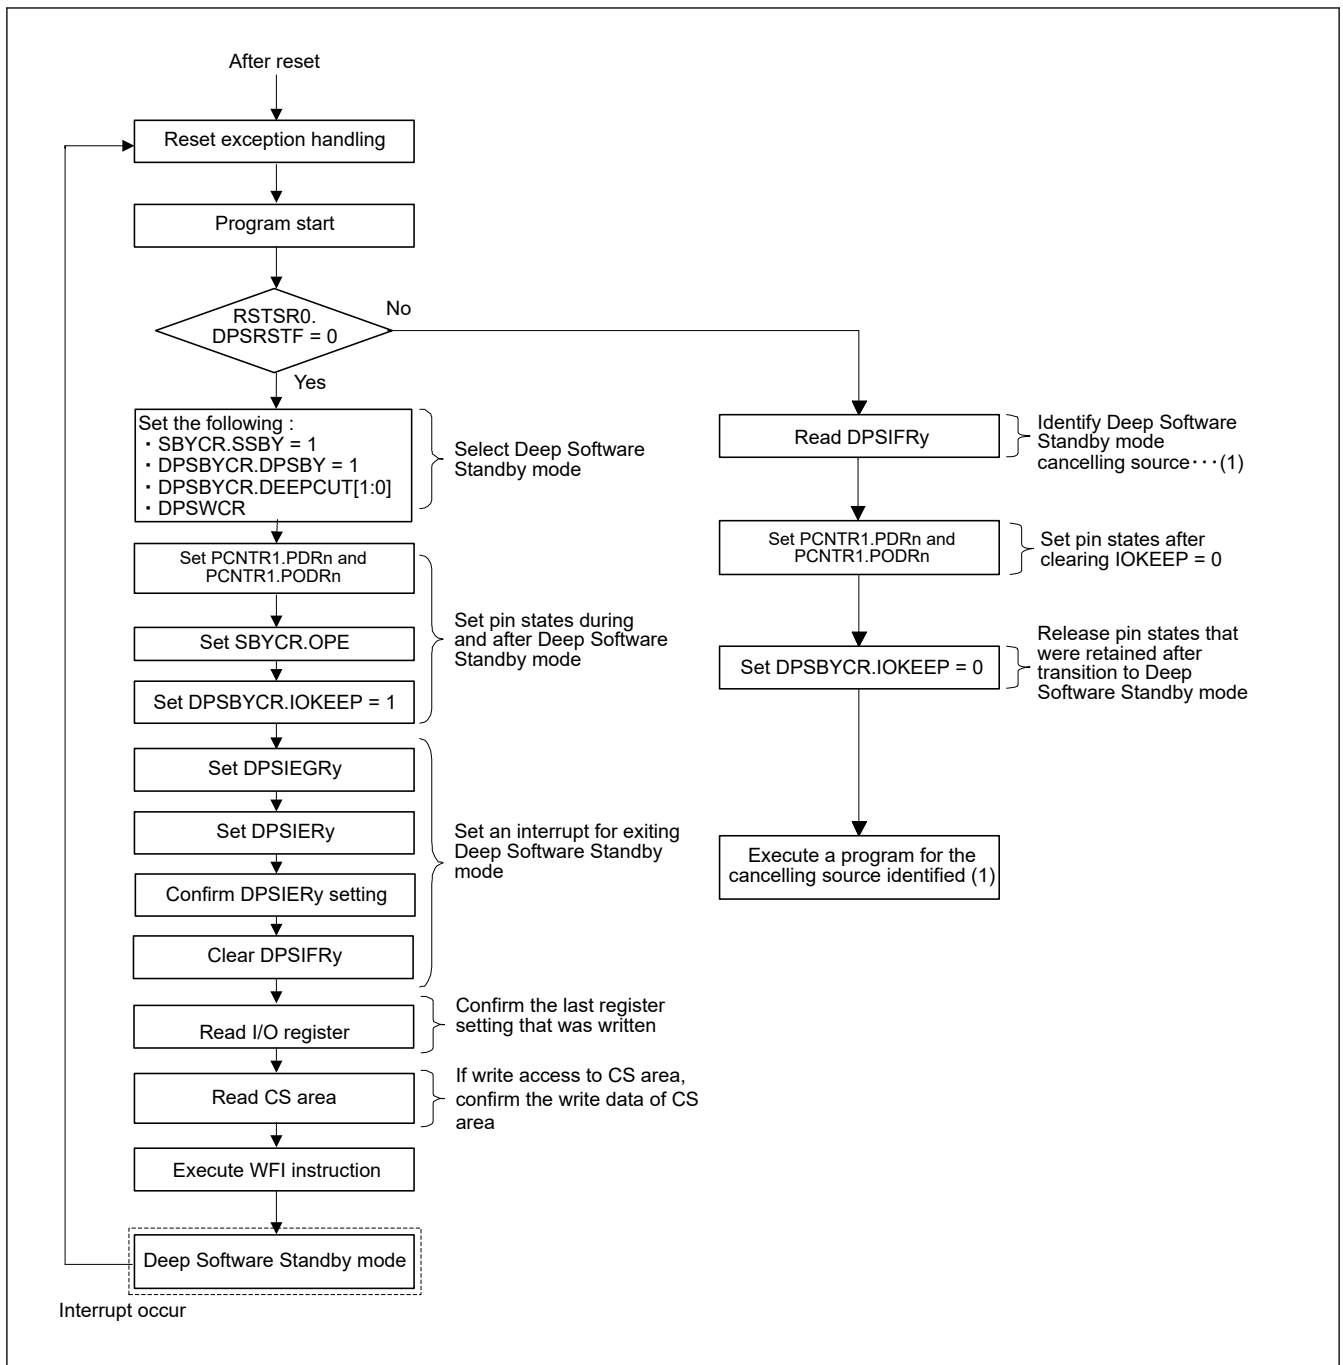 After reset
Reset exception handling
Program start
RSTSR0.
DPSRSTF = 0
No
Yes
Set the following :
・SBYCR.SSBY = 1
・DPSBYCR.DPSBY = 1
・DPSBYCR.DEEPCUT[1:0]
・DPSWCR
Select Deep Software
Standby mode
Set PCNTR1.PDRn and
PCNTR1.PODRn
Set SBYCR.OPE
Set DPSBYCR.IOKEEP = 1
Set pin states during
and after Deep Software
Standby mode
Set DPSIEGRy
Set DPSIERy
Confirm DPSIERy setting
Clear DPSIFRy
Set an interrupt for exiting
Deep Software Standby
mode
Read I/O register
Confirm the last register
setting that was written
Read CS area
If write access to CS area,
confirm the write data of CS
area
Execute WFI instruction
Deep Software Standby mode
Interrupt occur
Read DPSIFRy
Identify Deep Software
Standby mode
cancelling source･･･(1)
Set PCNTR1.PDRn and
PCNTR1.PODRn
Set pin states after
clearing IOKEEP = 0
Set DPSBYCR.IOKEEP = 0
Release pin states that
were retained after
transition to Deep
Software Standby mode
Execute a program for the
cancelling source identified (1)